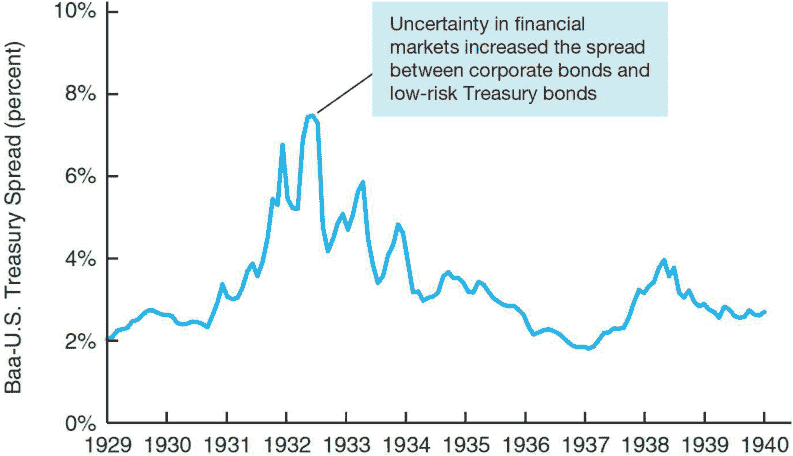 10%
Uncertainty in financial
markets increased the spread
between corporate bonds and
low-risk Treasury bonds
8%
6%
4%
2%
0%
Baa-U.S. Treasury Spread (percent)
1929 1930 1931 1932 1933 1934 1935 1936 1937 1938 1939 1940